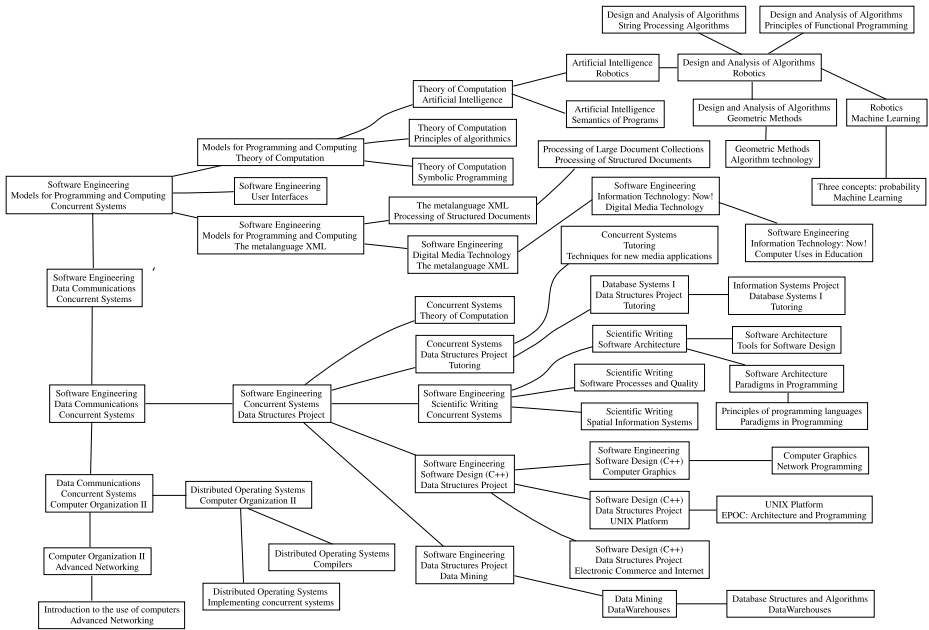 Design and Analysis of Algorithms
String Processing Algorithms
Design and Analysis of Algorithms
Principles of Functional Programming
Artificial Intelligence
Robotics
Design and Analysis of Algorithms
Robotics
Theory of Computation
Artificial Intelligence
Artificial Intelligence
Semantics of Programs
Design and Analysis of Algorithms
Geometric Methods
Robotics
Machine Learning
Theory of Computation
Principles of algorithmics
Models for Programming and Computing
Theory of Computation
Processing of Large Document Collections
Processing of Structured Documents
Geometric Methods
Algorithm technology
Theory of Computation
Symbolic Programming
Software Engineering
Models for Programming and Computing
Concurrent Systems
Software Engineering
User Interfaces
Software Engineering
Information Technology: Now!
Digital Media Technology
Three concepts: probability
Machine Learning
The metalanguage XML
Processing of Structured Documents
Software Engineering
Models for Programming and Computing
The metalanguage XML
Software Engineering
Digital Media Technology
The metalanguage XML
Concurrent Systems
Tutoring
Techniques for new media applications
Software Engineering
Information Technology: Now!
Computer Uses in Education
Software Engineering
Data Communications
Concurrent Systems
Database Systems I
Data Structures Project
Tutoring
Information Systems Project
Database Systems I
Tutoring
Concurrent Systems
Theory of Computation
Concurrent Systems
Data Structures Project
Tutoring
Scientific Writing
Software Architecture
Software Architecture
Tools for Software Design
Scientific Writing
Software Processes and Quality
Software Architecture
Paradigms in Programming
Software Engineering
Data Communications
Concurrent Systems
Software Engineering
Concurrent Systems
Data Structures Project
Software Engineering
Scientific Writing
Concurrent Systems
Scientific Writing
Spatial Information Systems
Principles of programming languages
Paradigms in Programming
Software Engineering
Software Design (C++)
Data Structures Project
Software Engineering
Software Design (C++)
Computer Graphics
Computer Graphics
Network Programming
Data Communications
Concurrent Systems
Computer Organization II
Distributed Operating Systems
Computer Organization II
Software Design (C++)
Data Structures Project
UNIX Platform
UNIX Platform
EPOC: Architecture and Programming
Computer Organization II
Advanced Networking
Distributed Operating Systems
Compilers
Software Engineering
Data Structures Project
Data Mining
Software Design (C++)
Data Structures Project
Electronic Commerce and Internet
Distributed Operating Systems
Implementing concurrent systems
Introduction to the use of computers
Advanced Networking
Data Mining
DataWarehouses
Database Structures and Algorithms
DataWarehouses